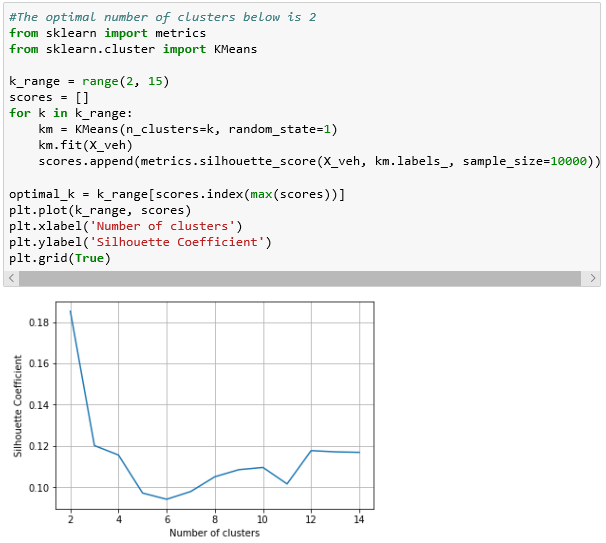 #The optimal number of clusters below is 2
from sklearn import metrics
from sklearn.cluster import KMeans
k_range = range(2, 15)
scores = []
for k in k_range:
    km = KMeans(n_clusters=k, random_state=1)
    km.fit(X_veh)
    scores.append(metrics.silhouette_score(X_veh, km.labels_, sample_size=10000))
optimal_k = k_range[scores.index(max(scores))]
plt.plot(k_range, scores)
plt.xlabel('Number of clusters')
plt.ylabel('Silhouette Coefficient')
plt.grid(True)
Silhouette Coefficient
0.18
0.16
0.14
0.12
0.10
2 4 6 8 10 12 14
Number of clusters